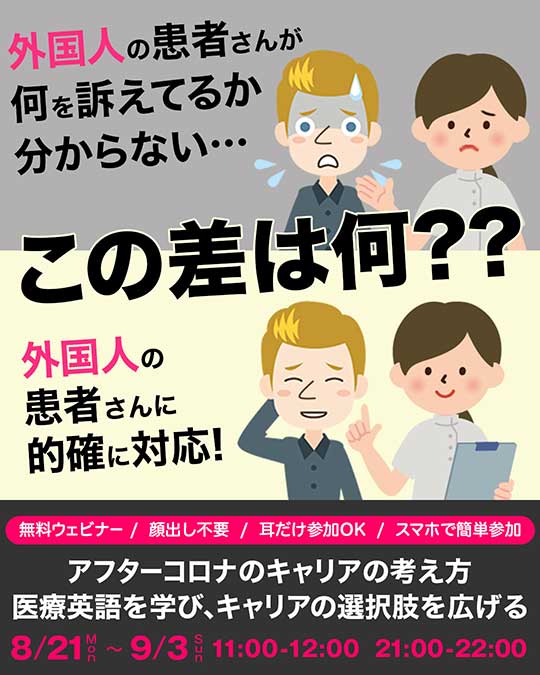 外国人の患者さんが
何を訴えてるか
分からない…
この差は何??
外国人の
患者さんに
的確に対応!
無料ウェビナー / 顔出し不要 / 耳だけ参加OK / スマホで簡単参加
アフターコロナのキャリアの考え方
医療英語を学び、キャリアの選択肢を広げる
8/21Mon ~ 9/3Sun 11:00-12:00 21:00-22:00